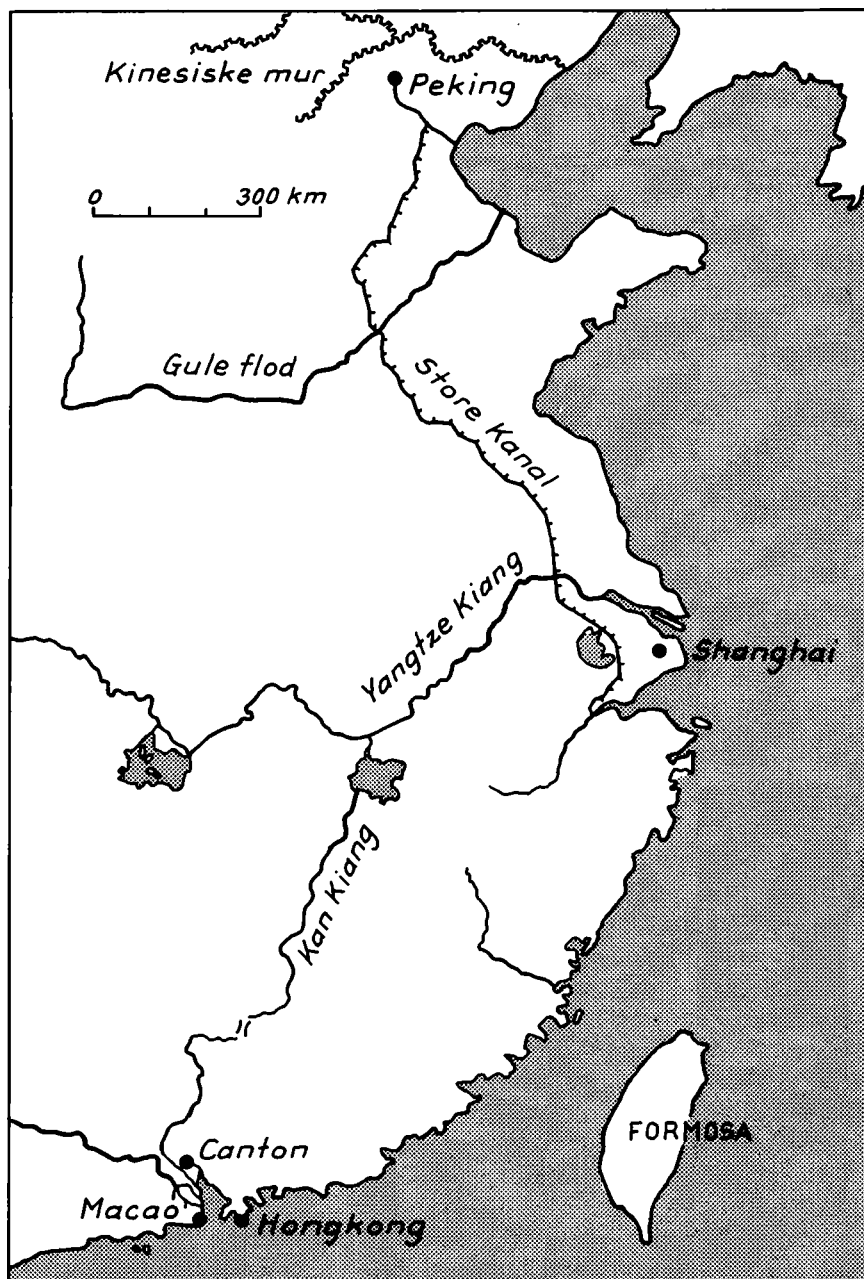 Kinesiske mur
Peking
0 300 km
Gule flod
Store Kanal
Yangtze Kiang
Shanghai
Kan Kiang
FORMOSA
Canton
Macao
Hongkong